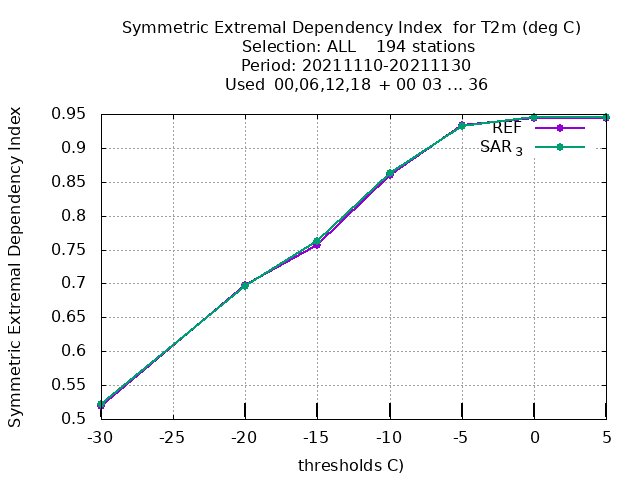 Symmetric Extremal Dependency Index  for T2m (deg C)
Selection: ALL    194 stations
Period: 20211110-20211130
Used  00,06,12,18  + 00 03 ... 36
Symmetric Extremal Dependency Index
0.95
0.9
0.85
0.8
0.75
0.7
0.65
0.6
0.55
0.5
REF
SAR 3
-30 -25 -20 -15 -10 -5 0 5
thresholds C)